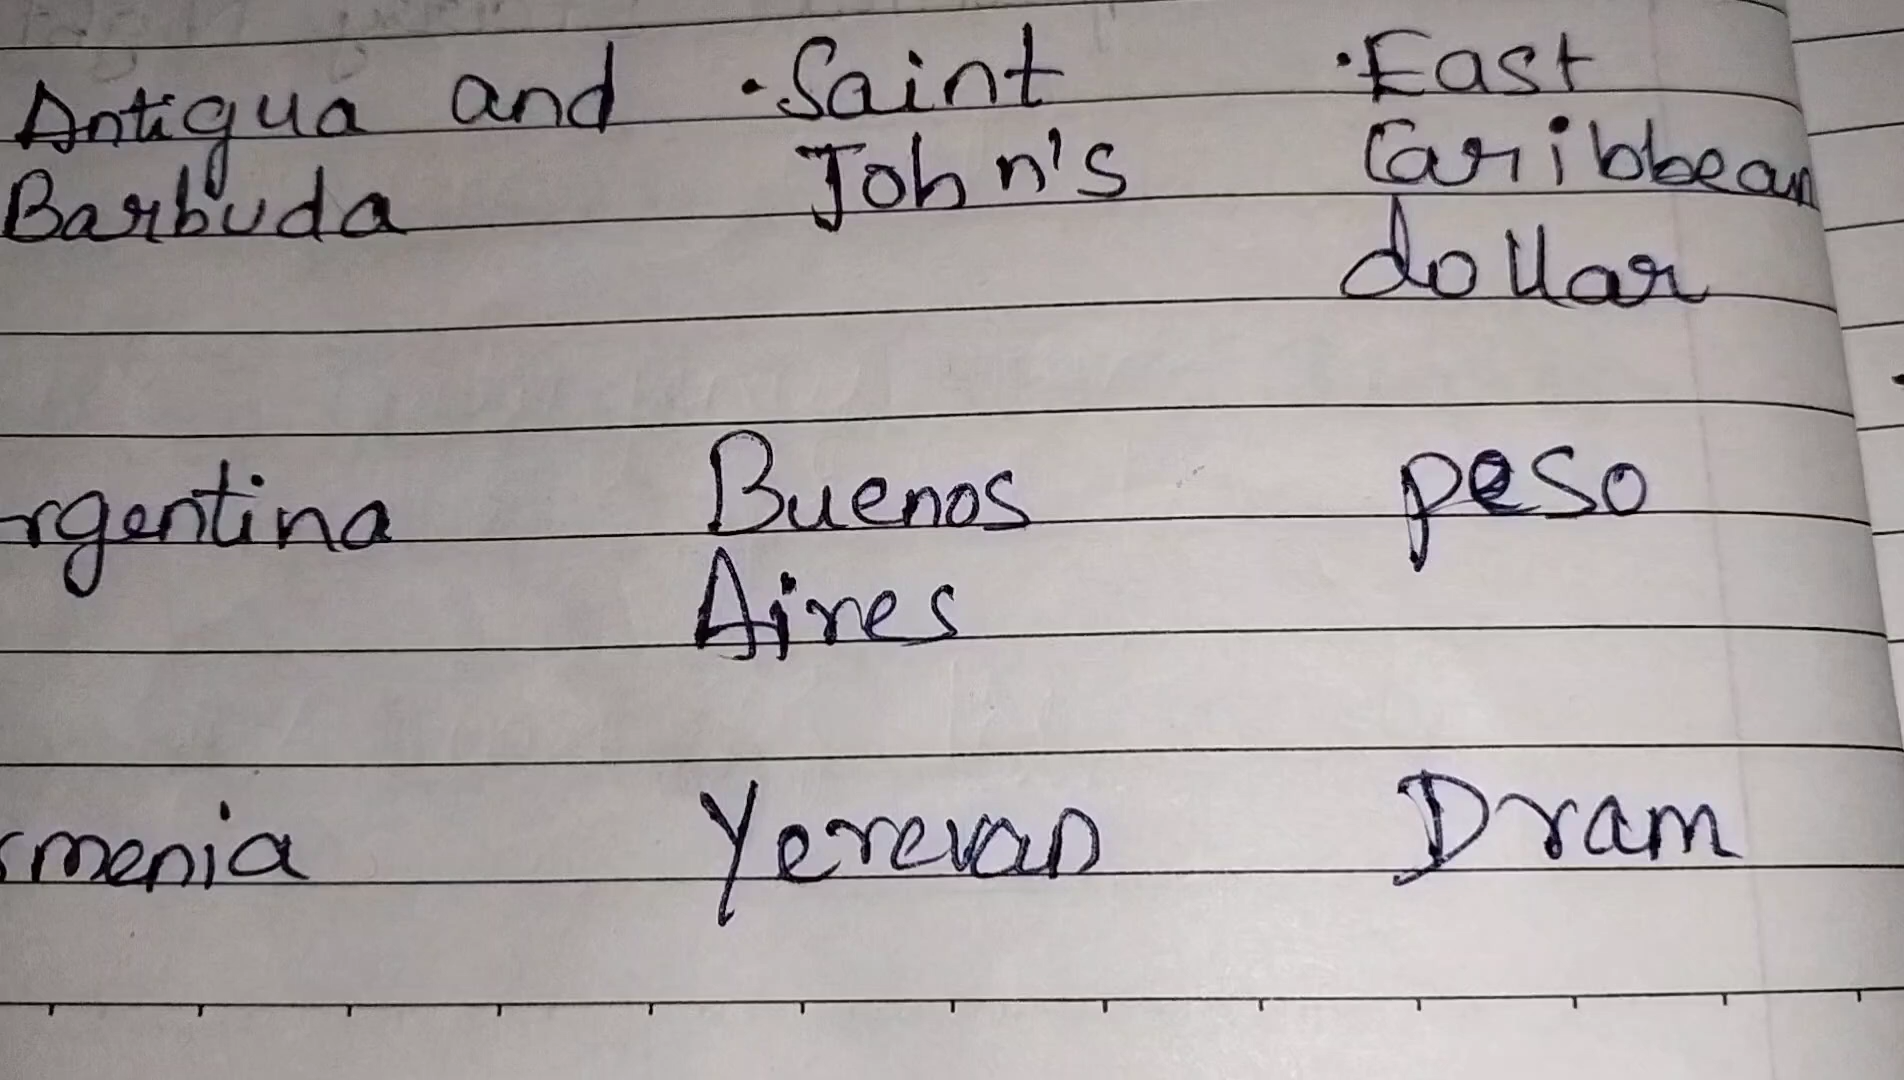 Antigua and · Saint · East
Barbuda John's Caribbean
dollar
rgentina Buenos peso
Aires
rmenia Yerevan Dram